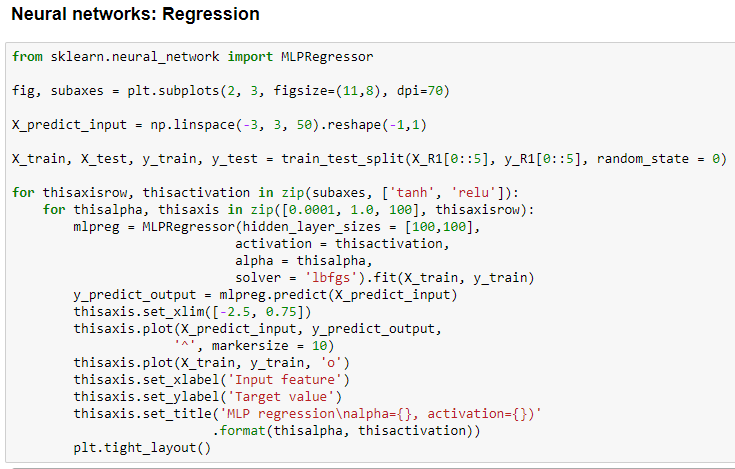 Neural networks: Regression
from sklearn.neural_network import MLPRegressor
fig, subaxes = plt.subplots(2, 3, figsize=(11,8), dpi=70)
X_predict_input = np.linspace(-3, 3, 50).reshape(-1,1)
X_train, X_test, y_train, y_test = train_test_split(X_R1[0::5], y_R1[0::5], random_state = 0)
for thisaxisrow, thisactivation in zip(subaxes, ['tanh', 'relu']):
    for thisalpha, thisaxis in zip([0.0001, 1.0, 100], thisaxisrow):
        mlpreg = MLPRegressor(hidden_layer_sizes = [100,100],
                             activation = thisactivation,
                             alpha = thisalpha,
                             solver = 'lbfgs').fit(X_train, y_train)
        y_predict_output = mlpreg.predict(X_predict_input)
        thisaxis.set_xlim([-2.5, 0.75])
        thisaxis.plot(X_predict_input, y_predict_output,
                     '^', markersize = 10)
        thisaxis.plot(X_train, y_train, 'o')
        thisaxis.set_xlabel('Input feature')
        thisaxis.set_ylabel('Target value')
        thisaxis.set_title('MLP regression\nalpha={}, activation={})'
                          .format(thisalpha, thisactivation))
        plt.tight_layout()